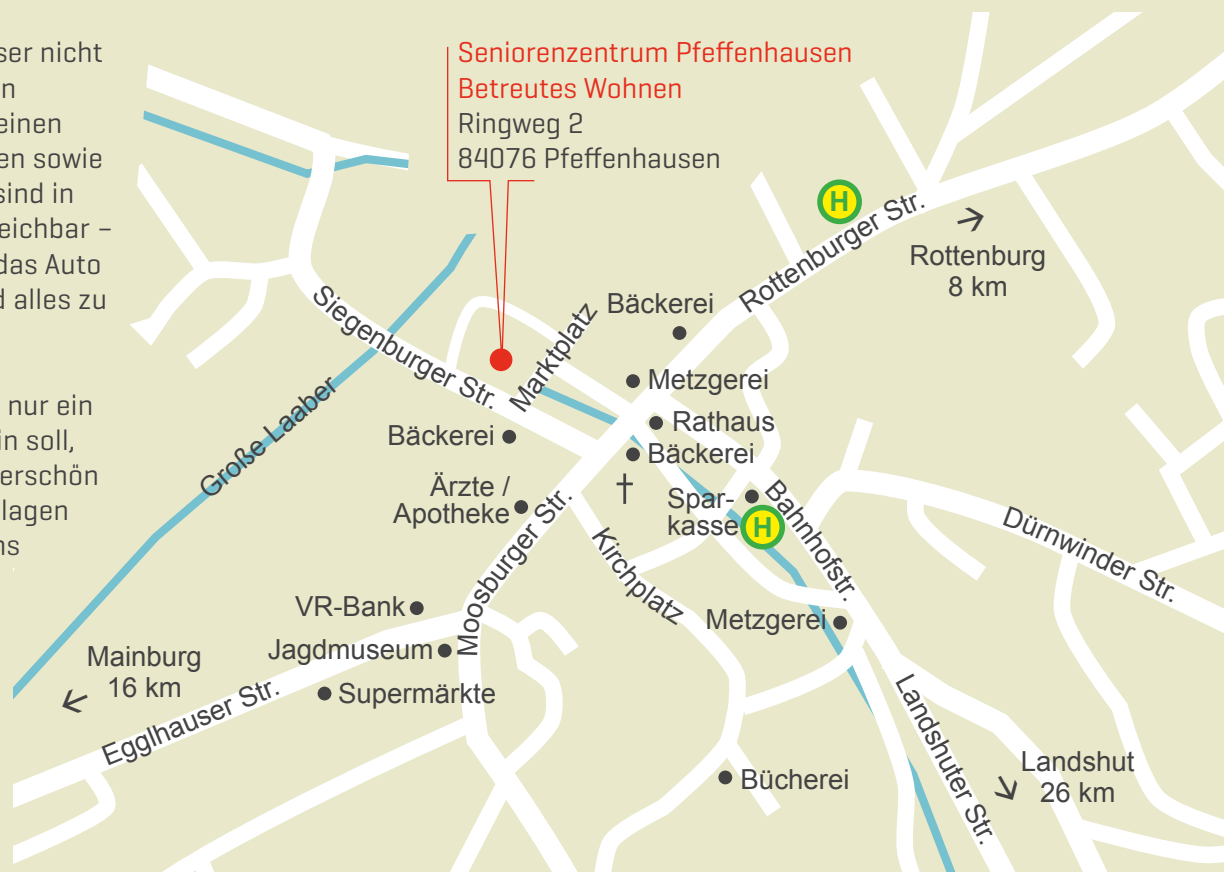 ser nicht
n
einen
en sowie
sind in
eichbar –
das Auto
d alles zu
nur ein
in soll,
erschön
lagen
ns
Seniorenzentrum Pfeffenhausen
Betreutes Wohnen
Ringweg 2
84076 Pfeffenhausen
H
Rottenburger Str.
Rottenburg
8 km
Siegenburger Str.
Marktplatz
Bäckerei
Metzgerei
Rathaus
Bäckerei
Große Laaber
Bäckerei
Ärzte /
Apotheke
Spar-
kasse
H
Bahnhofstr.
Dürnwinder Str.
Moosburger Str.
Kirchplatz
VR-Bank
Jagdmuseum
Metzgerei
Mainburg
16 km
Supermärkte
Egglhauser Str.
Landshuter Str.
Landshut
26 km
Bücherei